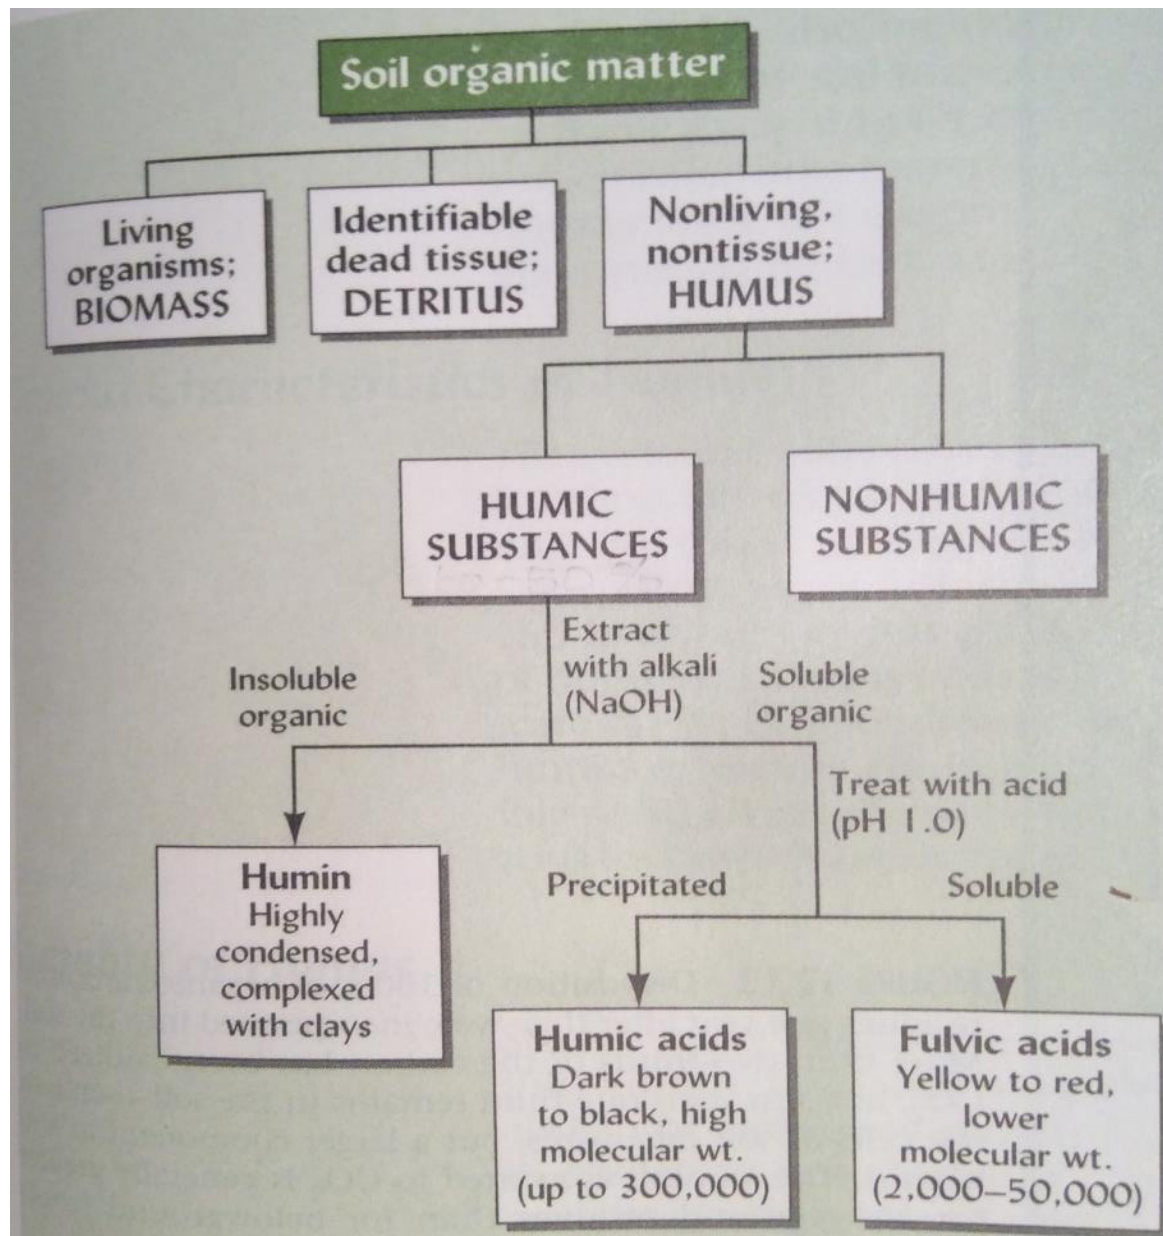 Soil organic matter
Living
organisms;
BIOMASS
Identifiable
dead tissue;
DETRITUS
Nonliving,
nontissue;
HUMUS
HUMIC
SUBSTANCES
NONHUMIC
SUBSTANCES
Extract
with alkali
(NaOH)
Insoluble
organic
Soluble
organic
Treat with acid
(pH 1.0)
Humin
Highly
condensed,
complexed
with clays
Precipitated
Soluble
Humic acids
Dark brown
to black, high
molecular wt.
(up to 300,000)
Fulvic acids
Yellow to red,
lower
molecular wt.
(2,000–50,000)